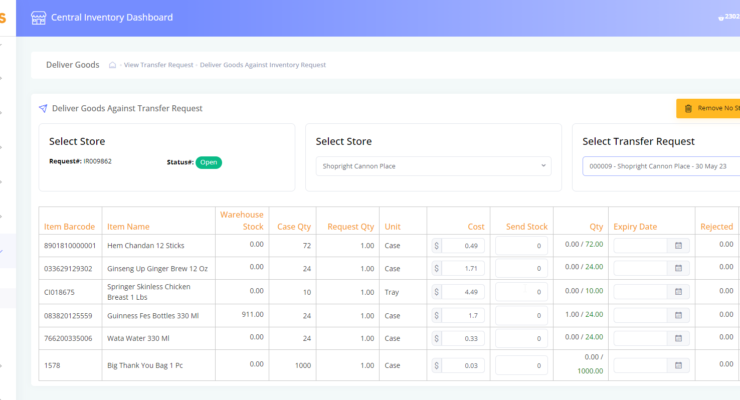 S
Central Inventory Dashboard
Deliver Goods - View Transfer Request - Deliver Goods Against Inventory Request
Deliver Goods Against Transfer Request
Remove No
Select Store
Request#: IR009862 Status#: Open
Select Store
Shopright Cannon Place
Select Transfer Request
000009 - Shopright Cannon Place - 30 May 23
Item Barcode Item Name Warehouse Stock Case Qty Request Qty Unit Cost Send Stock Qty Expiry Date Rejected
8901810000001 Hem Chandan 12 Sticks 0.00 72 1.00 Case $ 0.49 0 0.00 / 72.00 0.00
033629129302 Ginseng Up Ginger Brew 12 Oz 0.00 24 1.00 Case $ 1.71 0 0.00 / 24.00 0.00
CI018675 Springer Skinless Chicken Breast 1 Lbs 0.00 10 1.00 Tray $ 4.49 0 0.00 / 10.00 0.00
083820125559 Guinness Fes Bottles 330 Ml 911.00 24 1.00 Case $ 1.7 0 1.00 / 24.00 0.00
766200335006 Wata Water 330 Ml 0.00 24 1.00 Case $ 0.33 0 0.00 / 24.00 0.00
1578 Big Thank You Bag 1 Pc 0.00 1000 1.00 Case $ 0.03 0 0.00 / 1000.00 0.00